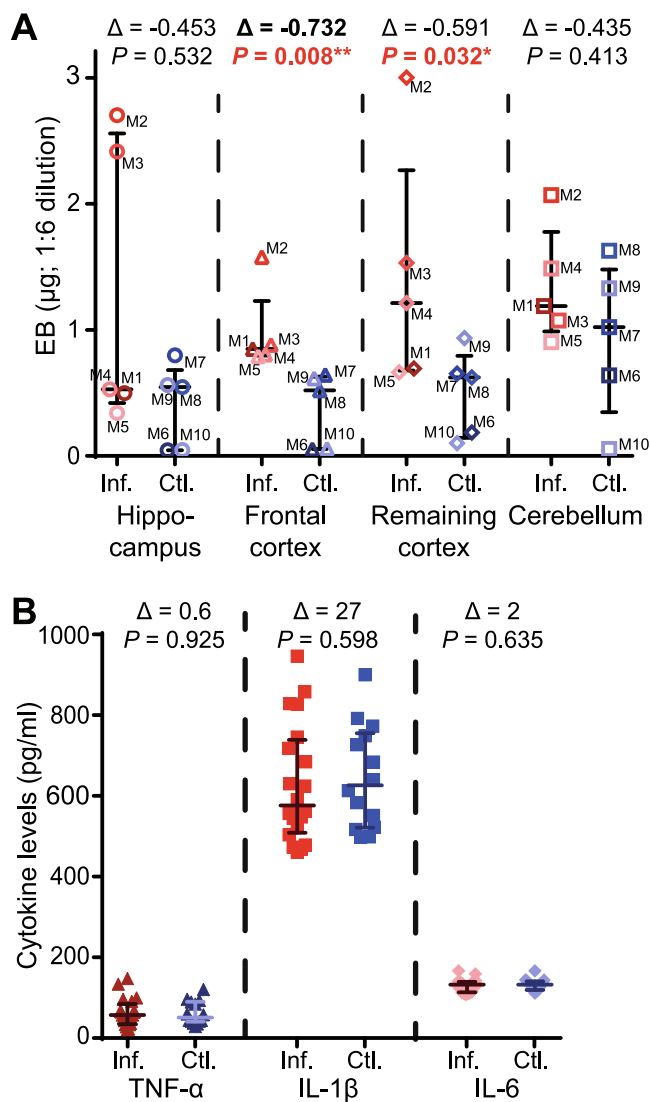 A
Δ = -0.453 Δ = -0.732 Δ = -0.591 Δ = -0.435
P = 0.532 P = 0.008** P = 0.032* P = 0.413
EB (µg; 1:6 dilution)
3
2
1
0
M2
M3
M4
M1
M5
M7
M9
M8
M6
M10
M2
M1
M3
M5
M4
M9
M7
M8
M6
M10
M2
M3
M4
M5
M1
M9
M7
M8
M10
M6
M2
M4
M1
M3
M5
M8
M9
M7
M6
M10
Inf. Ctl. Inf. Ctl. Inf. Ctl. Inf. Ctl.
Hippo- Frontal Remaining Cerebellum
campus cortex cortex
B
Δ = 0.6 Δ = 27 Δ = 2
P = 0.925 P = 0.598 P = 0.635
Cytokine levels (pg/ml)
1000
800
600
400
200
0
Inf. Ctl. Inf. Ctl. Inf. Ctl.
TNF-α IL-1β IL-6